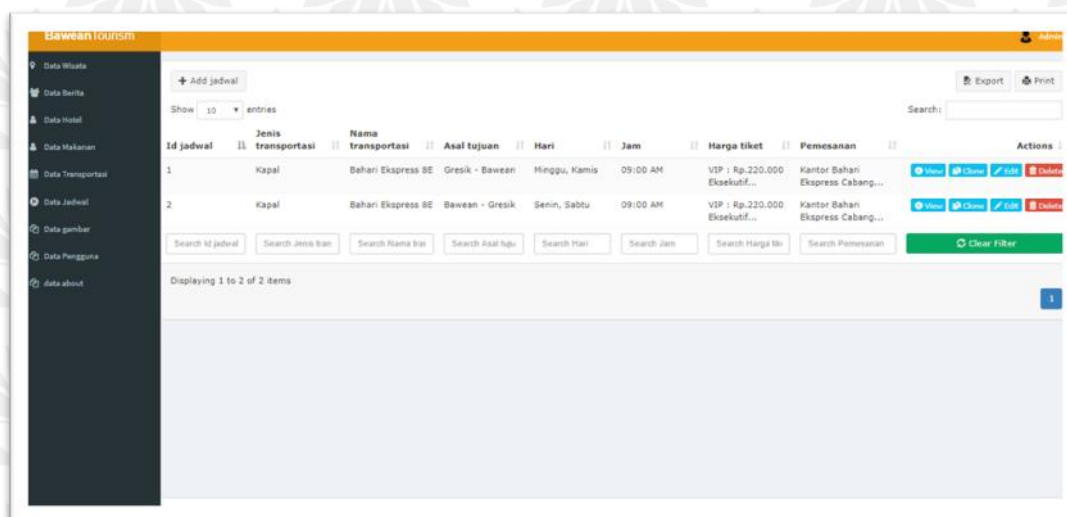 BaweanTourism
Admin
Data Wisata
Data Berita
Data Hotel
Data Makanan
Data Transportasi
Data Jadwal
Data gambar
Data Pengguna
data about
Add jadwal
Export Print
Show 10 entries
Search:
Id jadwal Jenis transportasi Nama transportasi Asal tujuan Hari Jam Harga tiket Pemesanan Actions
1 Kapal Bahari Ekspress 8E Gresik - Bawean Minggu, Kamis 09:00 AM VIP : Rp.220.000 Eksekutif... Kantor Bahari Ekspress Cabang... View Clone Edit Delete
2 Kapal Bahari Ekspress 8E Bawean - Gresik Senin, Sabtu 09:00 AM VIP : Rp.220.000 Eksekutif... Kantor Bahari Ekspress Cabang... View Clone Edit Delete
Search Id jadwal Search Jenis tran Search Nama tran Search Asal tuju Search Hari Search Jam Search Harga tik Search Pemesanan Clear Filter
Displaying 1 to 2 of 2 items
1